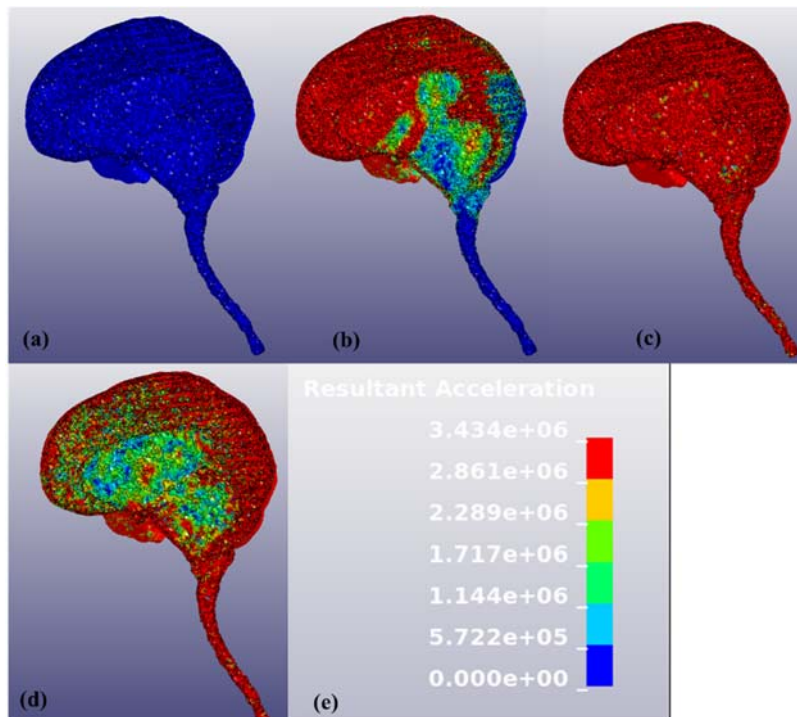 (a)
(b)
(c)
(d)
(e)
Resultant Acceleration
3.434e+06
2.861e+06
2.289e+06
1.717e+06
1.144e+06
5.722e+05
0.000e+00